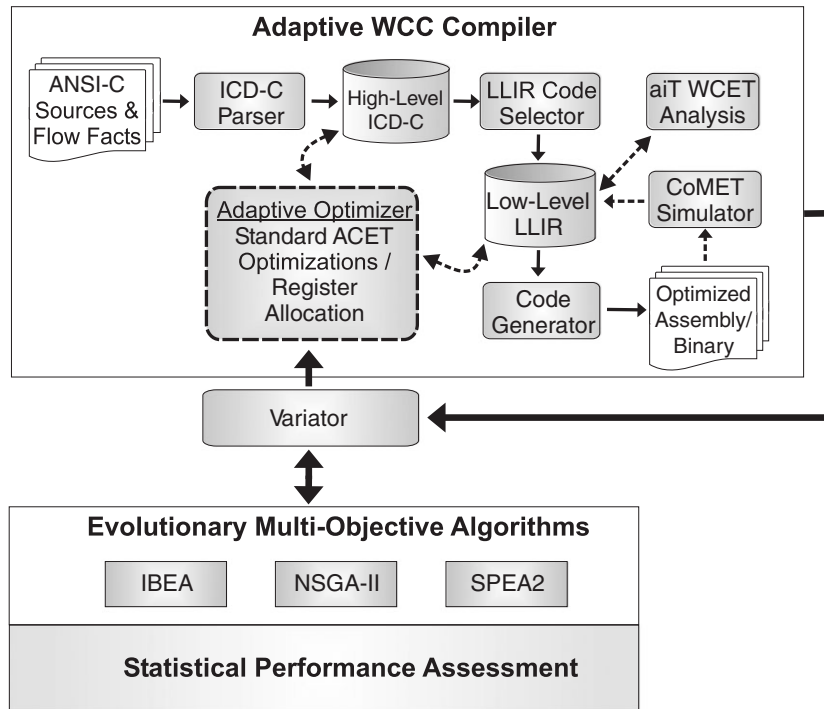 Adaptive WCC Compiler
ANSI-C
Sources &
Flow Facts
ICD-C
Parser
High-Level
ICD-C
LLIR Code
Selector
aiT WCET
Analysis
Adaptive Optimizer
Standard ACET
Optimizations /
Register
Allocation
Low-Level
LLIR
CoMET
Simulator
Code
Generator
Optimized
Assembly/
Binary
Variator
Evolutionary Multi-Objective Algorithms
IBEA
NSGA-II
SPEA2
Statistical Performance Assessment